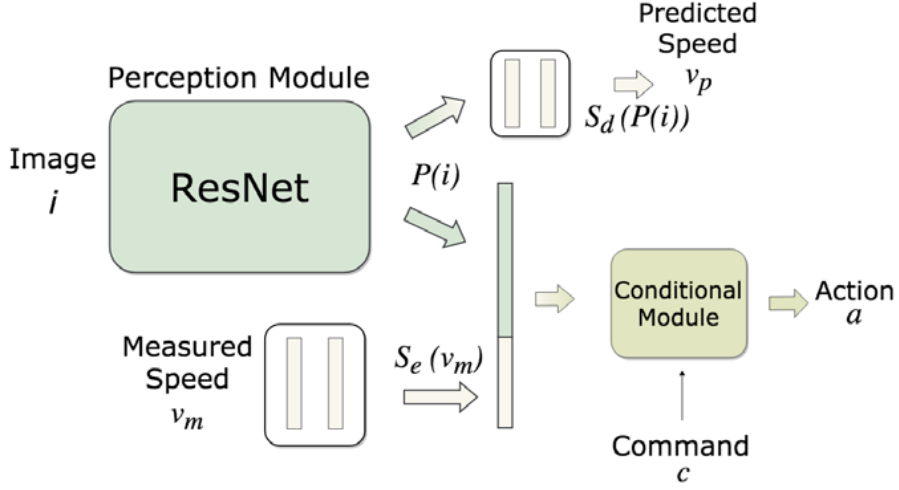 Perception Module
Image
i
ResNet
P(i)
Predicted
Speed
v_p
S_d (P(i))
Measured
Speed
v_m
S_e (v_m)
Conditional
Module
Action
a
Command
c